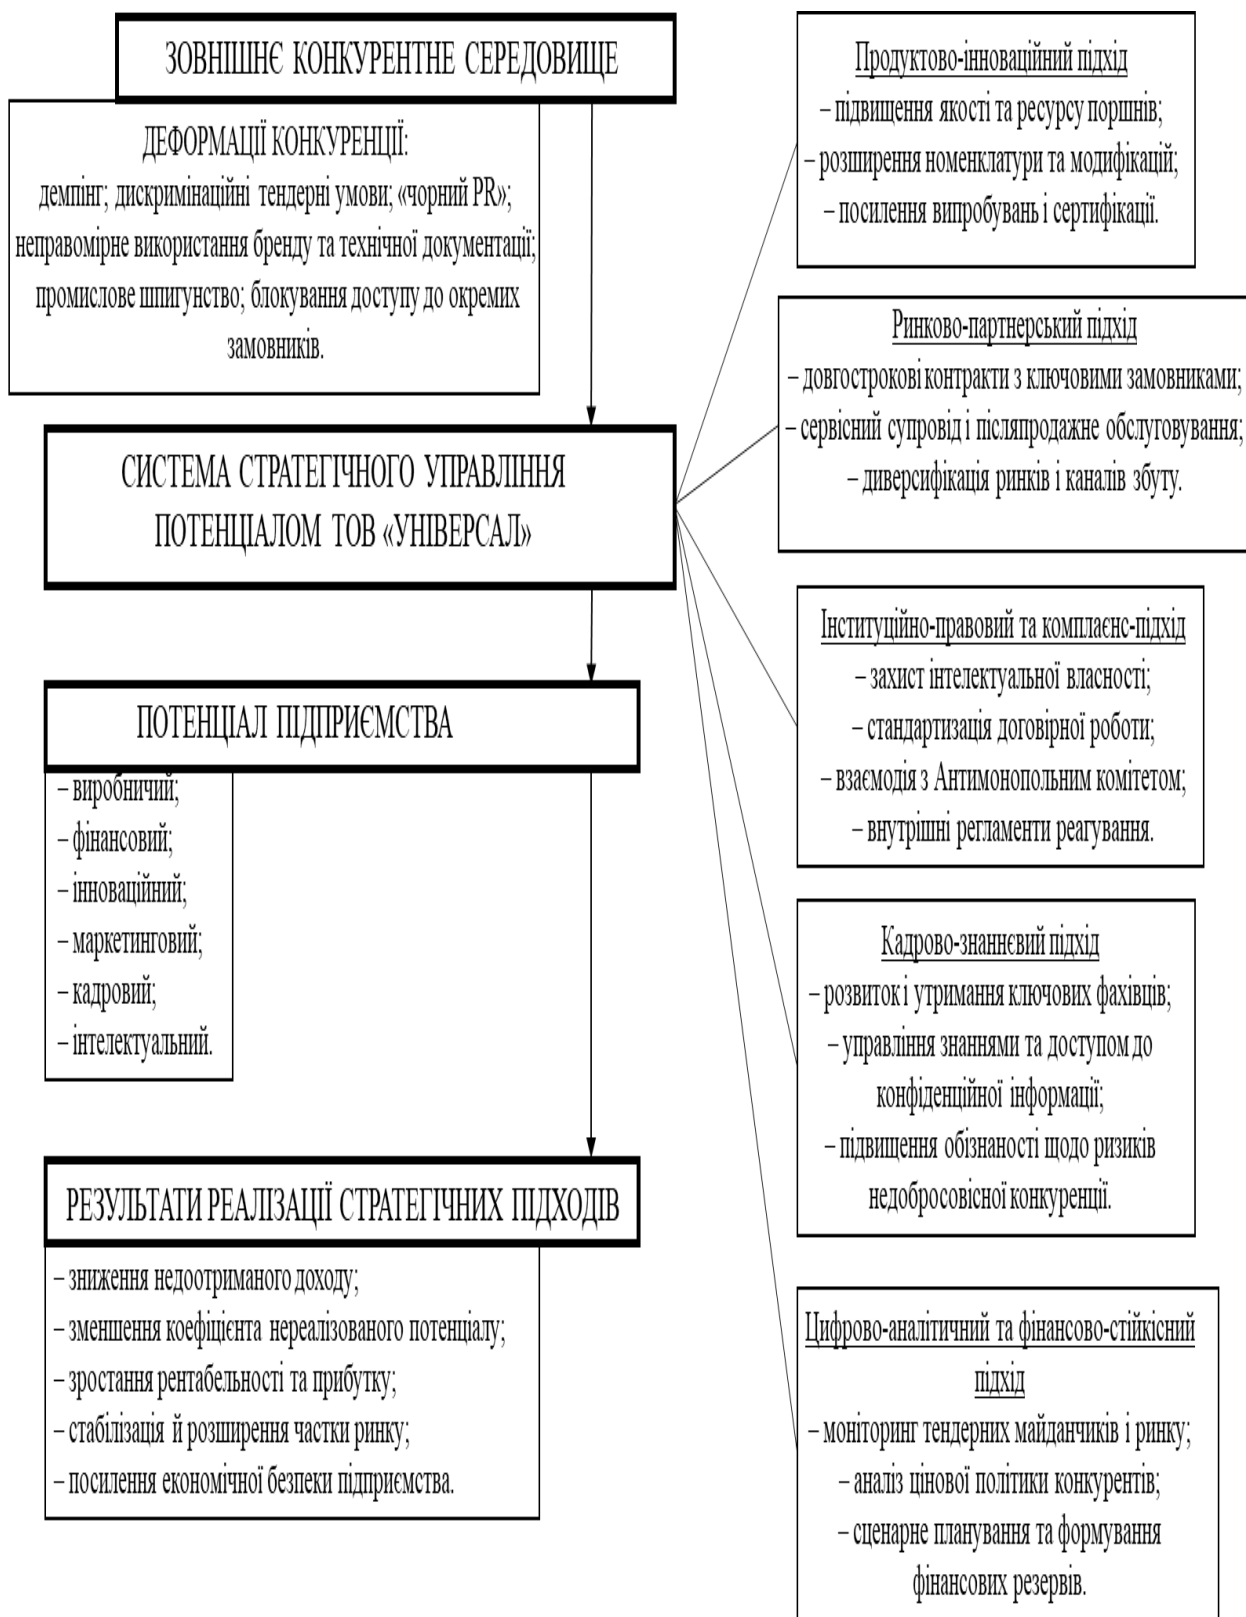 ЗОВНІШНЄ КОНКУРЕНТНЕ СЕРЕДОВИЩЕ
ДЕФОРМАЦІЇ КОНКУРЕНЦІЇ:
демпінг; дискримінаційні тендерні умови; «чорний PR»;
неправомірне використання бренду та технічної документації;
промислове шпигунство; блокування доступу до окремих
замовників.
СИСТЕМА СТРАТЕГІЧНОГО УПРАВЛІННЯ
ПОТЕНЦІАЛОМ ТОВ «УНІВЕРСАЛ»
ПОТЕНЦІАЛ ПІДПРИЄМСТВА
– виробничий;
– фінансовий;
– інноваційний;
– маркетинговий;
– кадровий;
– інтелектуальний.
РЕЗУЛЬТАТИ РЕАЛІЗАЦІЇ СТРАТЕГІЧНИХ ПІДХОДІВ
– зниження недоотриманого доходу;
– зменшення коефіцієнта нереалізованого потенціалу;
– зростання рентабельності та прибутку;
– стабілізація й розширення частки ринку;
– посилення економічної безпеки підприємства.
Продуктово-інноваційний підхід
– підвищення якості та ресурсу поршнів;
– розширення номенклатури та модифікацій;
– посилення випробувань і сертифікації.
Ринково-партнерський підхід
– довгострокові контракти з ключовими замовниками;
– сервісний супровід і післяпродажне обслуговування;
– диверсифікація ринків і каналів збуту.
Інституційно-правовий та комплаєнс-підхід
– захист інтелектуальної власності;
– стандартизація договірної роботи;
– взаємодія з Антимонопольним комітетом;
– внутрішні регламенти реагування.
Кадрово-знаннєвий підхід
– розвиток і утримання ключових фахівців;
– управління знаннями та доступом до
конфіденційної інформації;
– підвищення обізнаності щодо ризиків
недобросовісної конкуренції.
Цифрово-аналітичний та фінансово-стійкісний
підхід
– моніторинг тендерних майданчиків і ринку;
– аналіз цінової політики конкурентів;
– сценарне планування та формування
фінансових резервів.